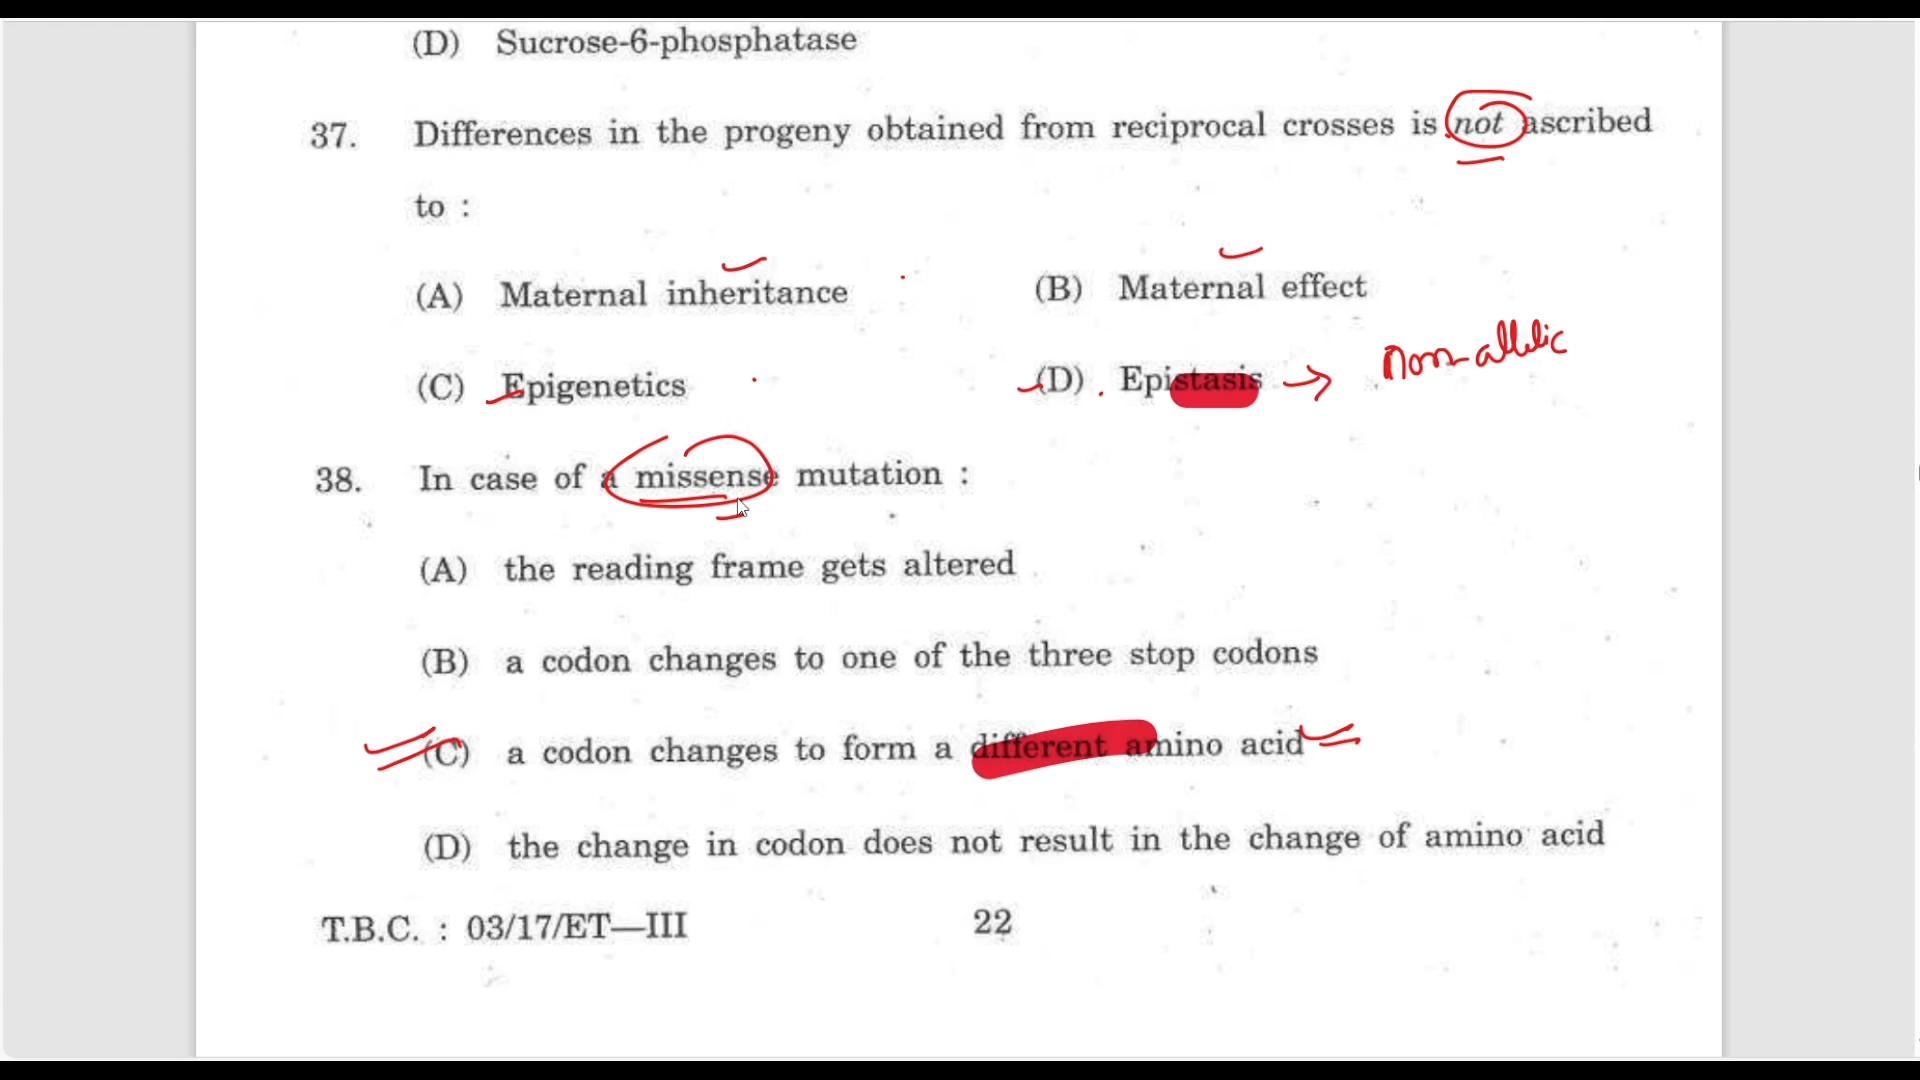 (D) Sucrose-6-phosphatase
37. Differences in the progeny obtained from reciprocal crosses is not ascribed
to :
(A) Maternal inheritance (B) Maternal effect
(C) Epigenetics (D) Epistasis → non-allelic
38. In case of a missense mutation :
(A) the reading frame gets altered
(B) a codon changes to one of the three stop codons
(C) a codon changes to form a different amino acid
(D) the change in codon does not result in the change of amino acid
T.B.C. : 03/17/ET—III 22